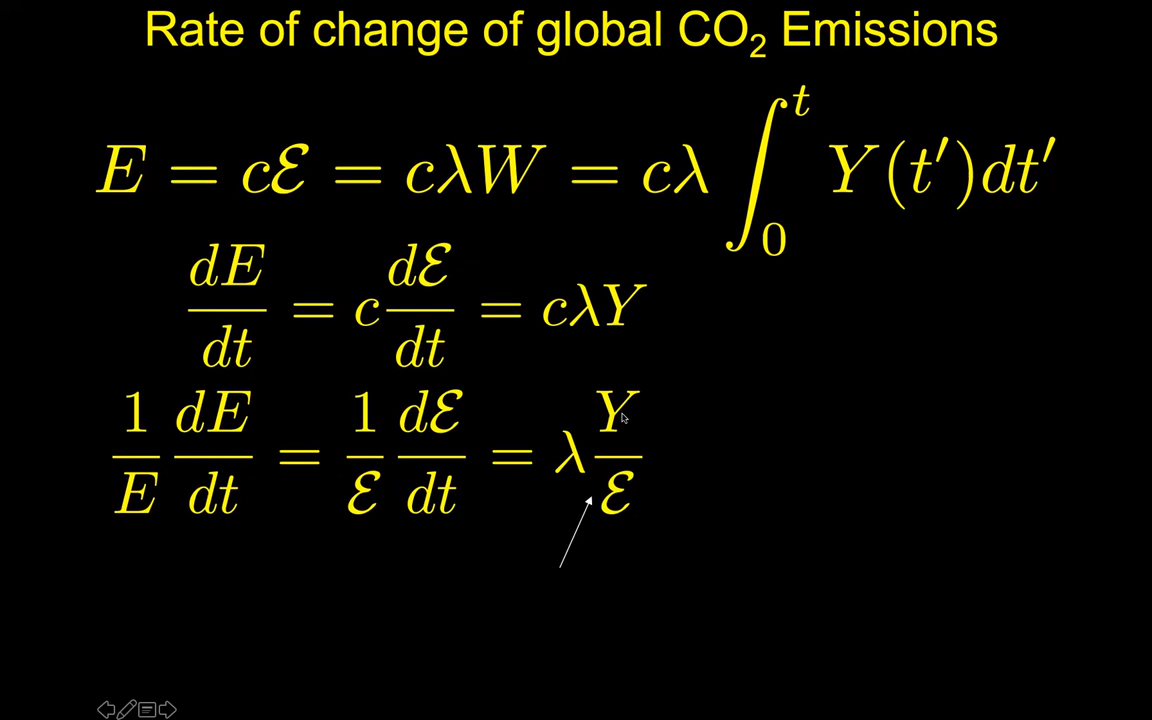 Rate of change of global CO₂ Emissions
E = cℰ = cλW = cλ ∫₀ᵗ Y(t′)dt′
dE/dt = c dℰ/dt = cλY
1/E dE/dt = 1/ℰ dℰ/dt = λ Y/ℰ